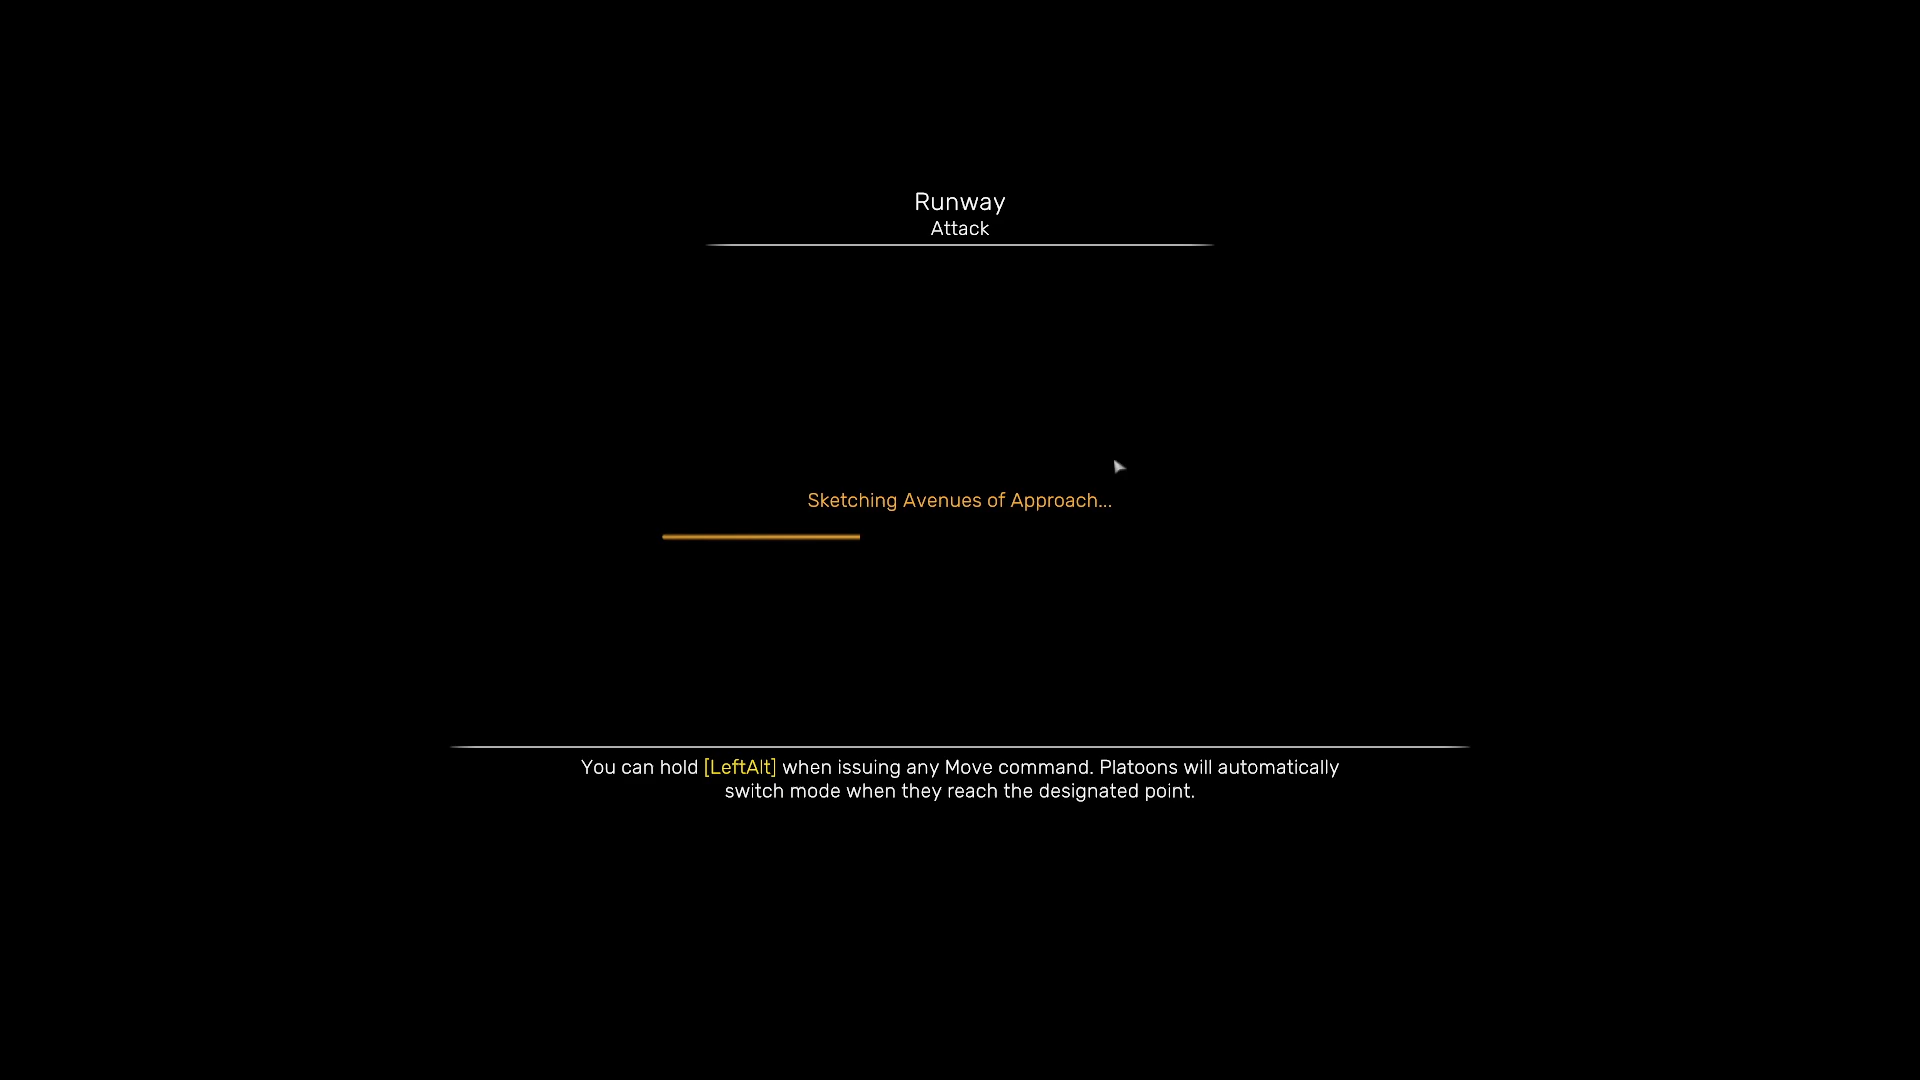 Runway
Attack
Sketching Avenues of Approach...
You can hold [LeftAlt] when issuing any Move command. Platoons will automatically
switch mode when they reach the designated point.